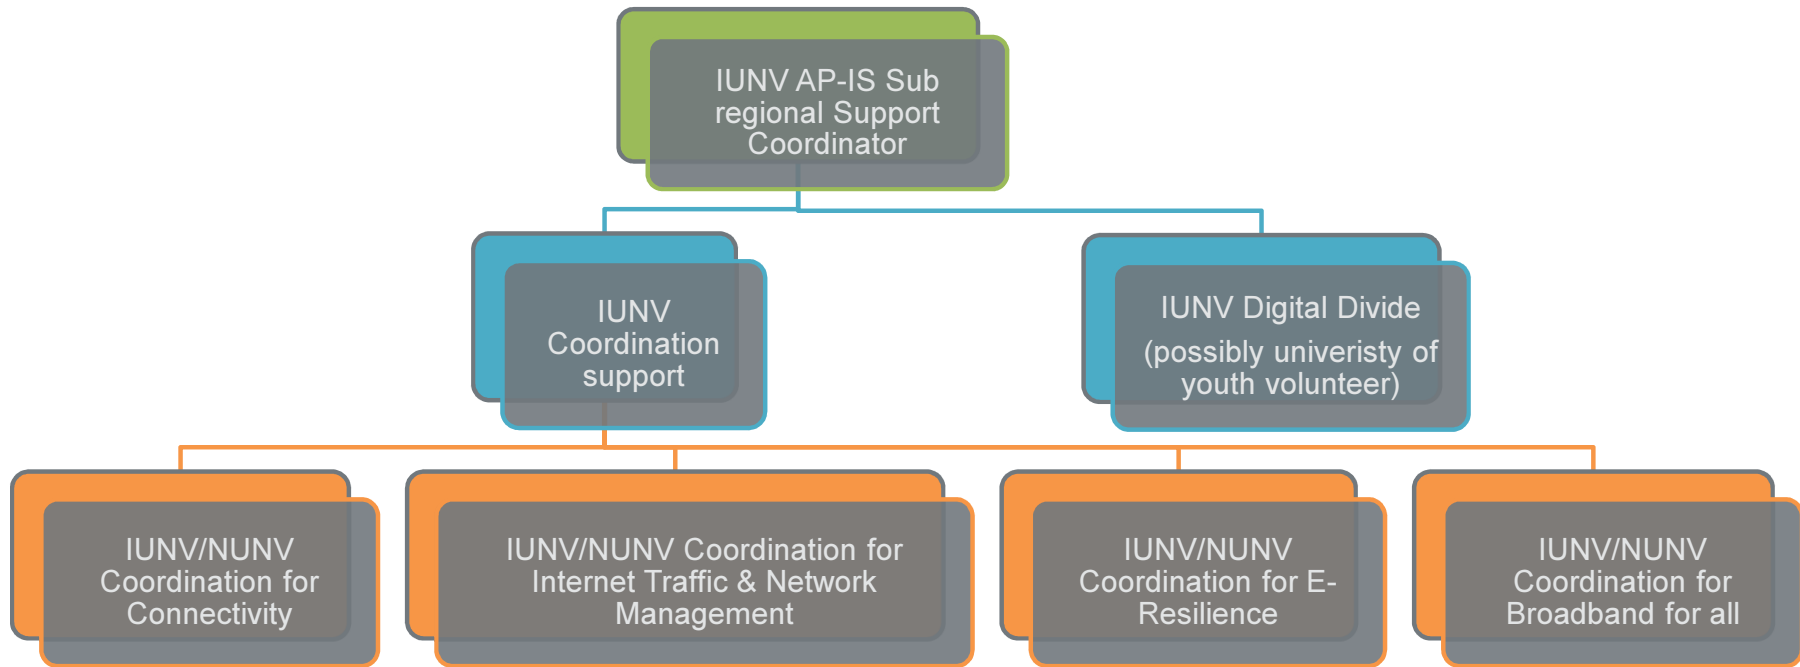 IUNV AP-IS Sub
regional Support
Coordinator
IUNV
Coordination
support
IUNV Digital Divide
(possibly univeristy of
youth volunteer)
IUNV/NUNV
Coordination for
Connectivity
IUNV/NUNV Coordination for
Internet Traffic & Network
Management
IUNV/NUNV
Coordination for E-
Resilience
IUNV/NUNV
Coordination for
Broadband for all